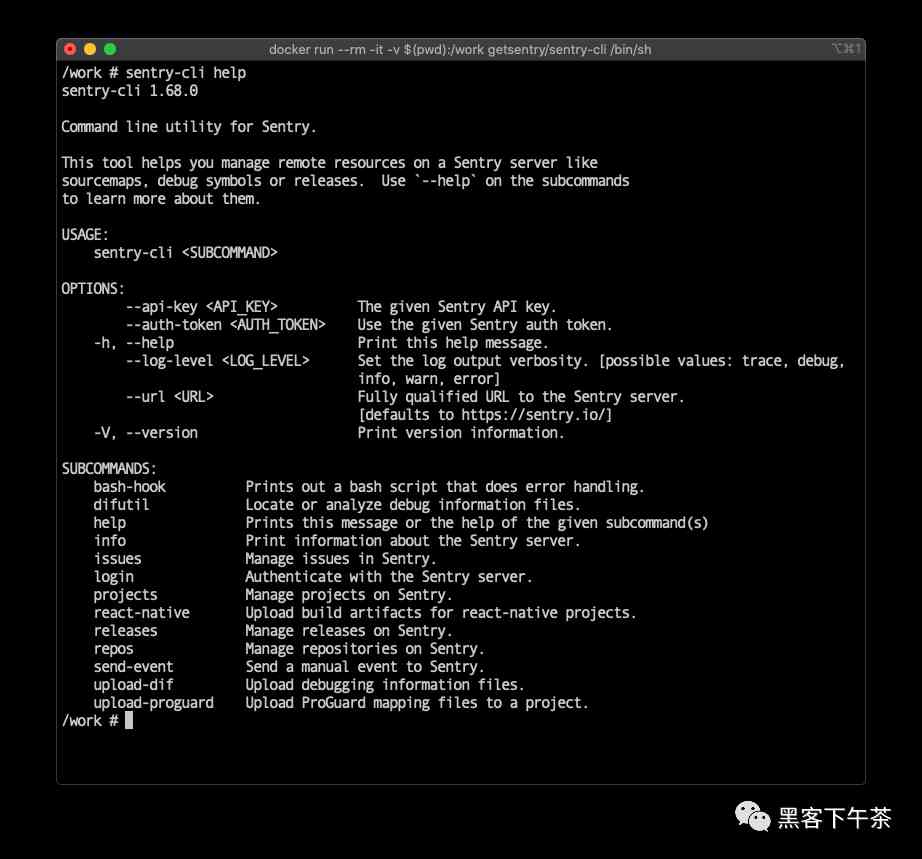 docker run --rm -it -v $(pwd):/work getsentry/sentry-cli /bin/sh ⌥⌘1
/work # sentry-cli help
sentry-cli 1.68.0
Command line utility for Sentry.
This tool helps you manage remote resources on a Sentry server like
sourcemaps, debug symbols or releases.  Use `--help` on the subcommands
to learn more about them.
USAGE:
    sentry-cli <SUBCOMMAND>
OPTIONS:
        --api-key <API_KEY>          The given Sentry API key.
        --auth-token <AUTH_TOKEN>    Use the given Sentry auth token.
    -h, --help                       Print this help message.
        --log-level <LOG_LEVEL>      Set the log output verbosity. [possible values: trace, debug,
                                     info, warn, error]
        --url <URL>                  Fully qualified URL to the Sentry server.
                                     [defaults to https://sentry.io/]
    -V, --version                    Print version information.
SUBCOMMANDS:
    bash-hook          Prints out a bash script that does error handling.
    difutil            Locate or analyze debug information files.
    help               Prints this message or the help of the given subcommand(s)
    info               Print information about the Sentry server.
    issues             Manage issues in Sentry.
    login              Authenticate with the Sentry server.
    projects           Manage projects on Sentry.
    react-native       Upload build artifacts for react-native projects.
    releases           Manage releases on Sentry.
    repos              Manage repositories on Sentry.
    send-event         Send a manual event to Sentry.
    upload-dif         Upload debugging information files.
    upload-proguard    Upload ProGuard mapping files to a project.
/work #
黑客下午茶